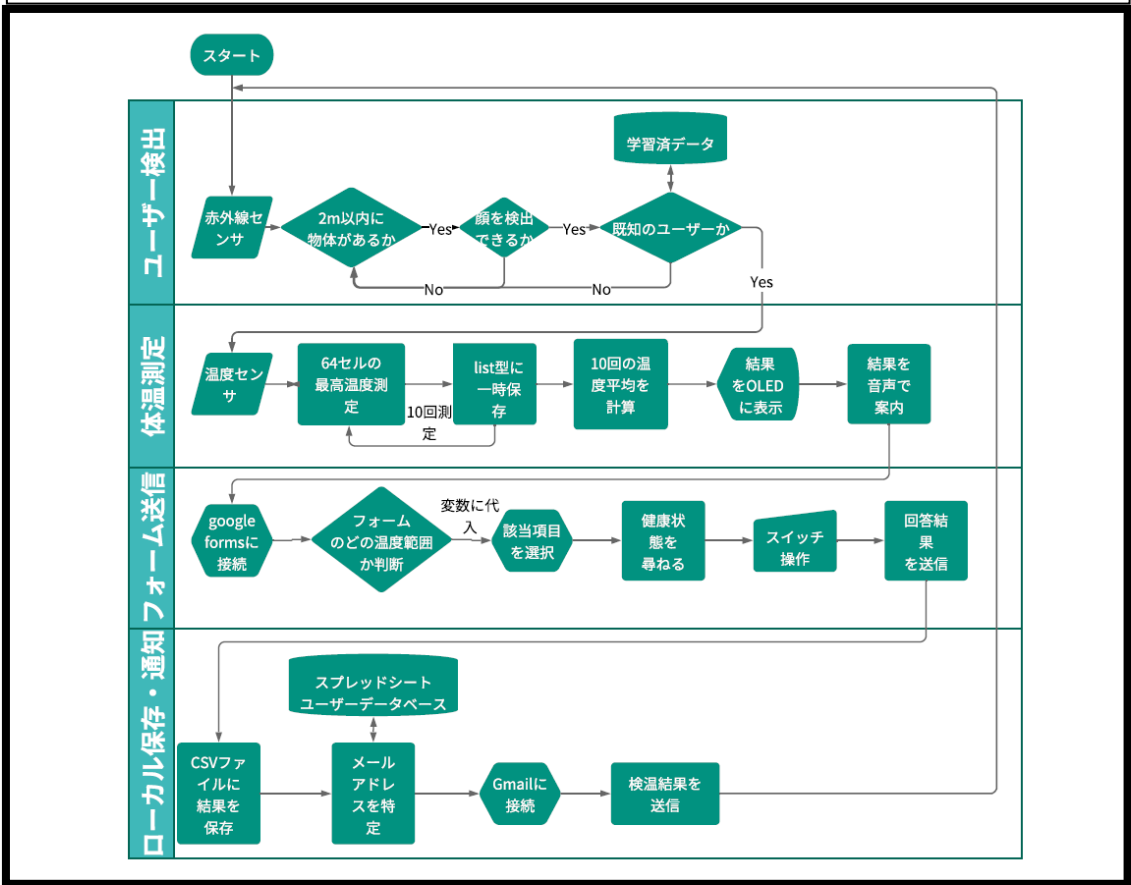 スタート
ユーザー検出
学習済データ
赤外線セ
ンサ
2m以内に
物体があるか
Yes
顔を検出
できるか
Yes
既知のユーザーか
No
No
Yes
体温測定
温度セン
サ
64セルの
最高温度測
定
list型に
一時保
存
10回測
定
10回の温
度平均を
計算
結果
をOLED
に表示
結果を
音声で
案内
フォーム送信
google
formsに
接続
フォーム
のどの温度範囲
か判断
変数に代
入
該当項目
を選択
健康状
態を
尋ねる
スイッチ
操作
回答結
果
を送信
ローカル保存・通知
スプレッドシート
ユーザーデータベース
CSVファ
イルに
結果を
保存
メール
アドレ
スを特
定
Gmailに
接続
検温結果を
送信